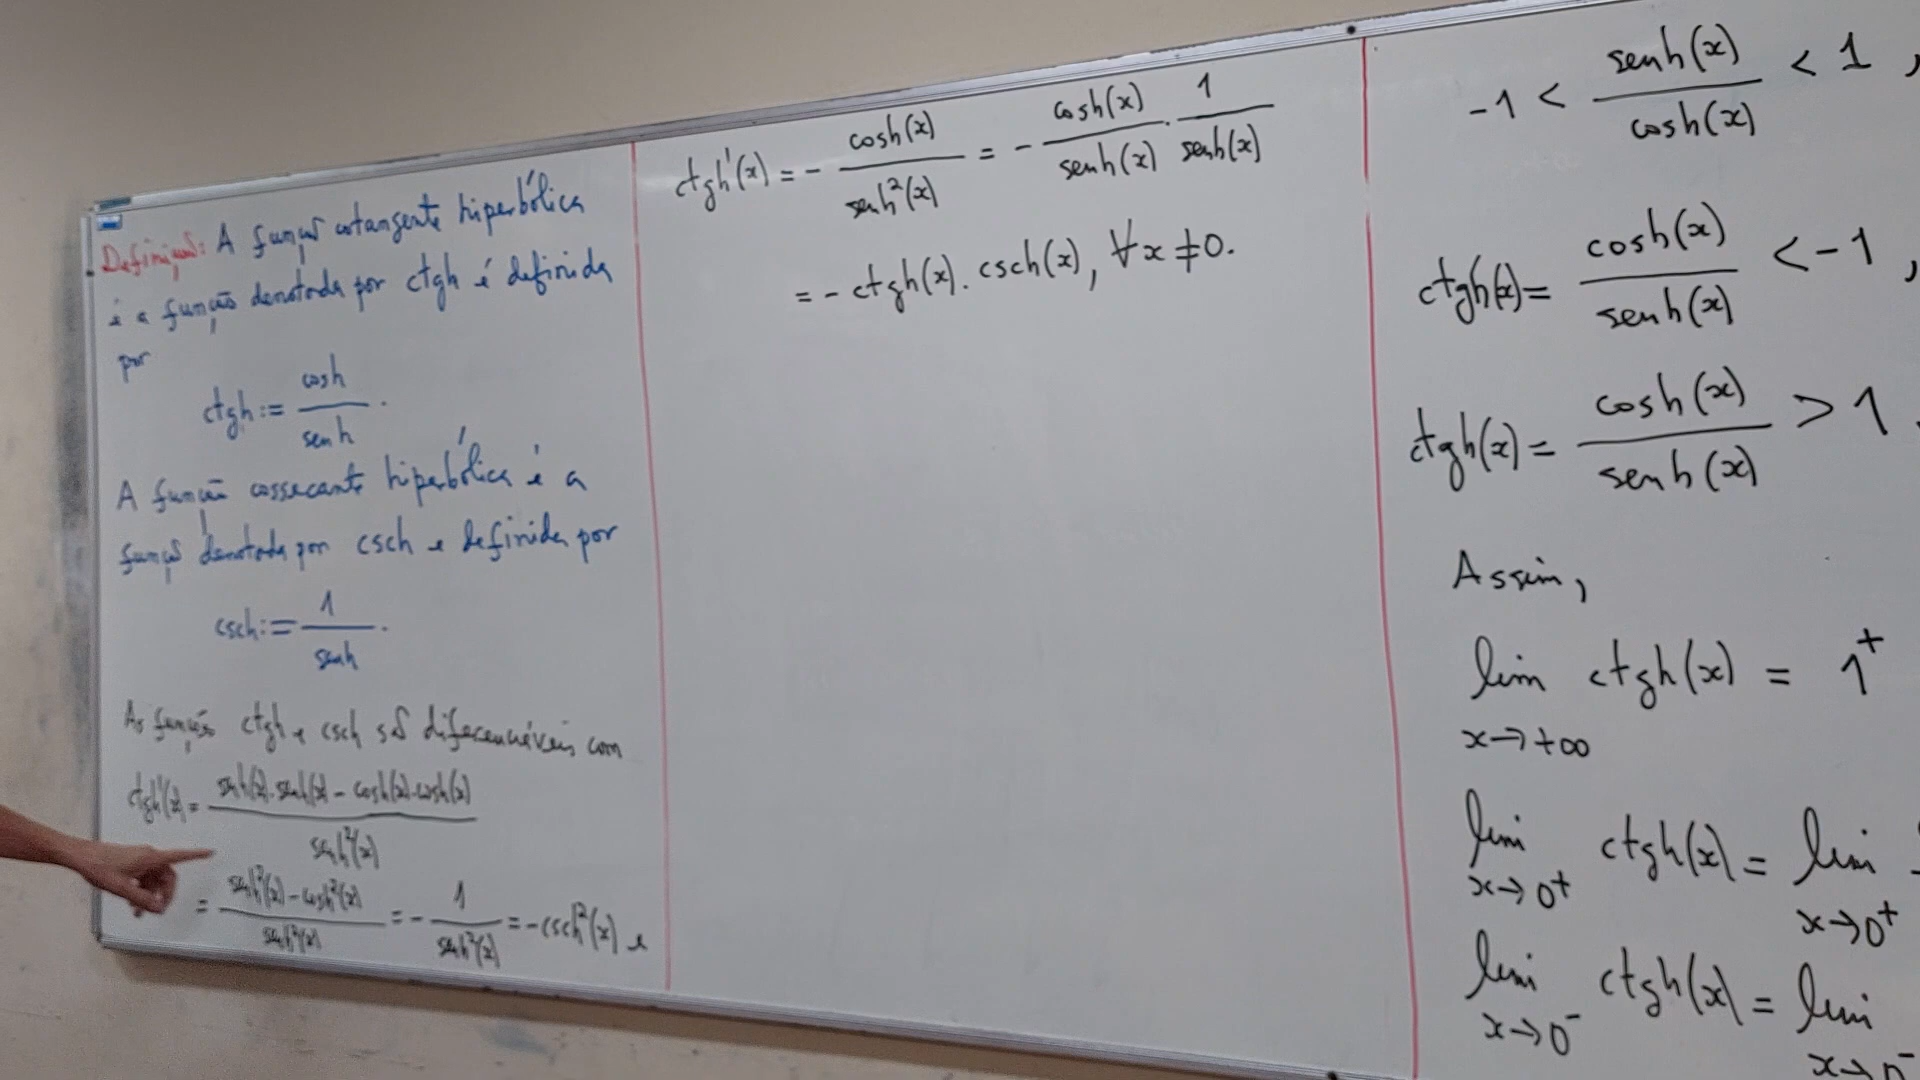 Definição: A função cotangente hiperbólica
é a função denotada por ctgh é definida
por
ctgh := cosh / senh .
A função cossecante hiperbólica é a
função denotada por csch e definida por
csch := 1 / senh .
As funções ctgh e csch são diferenciáveis com
ctgh'(x) = senh(x)·senh(x) - cosh(x)·cosh(x) / senh²(x)
= senh²(x) - cosh²(x) / senh²(x) = - 1 / senh²(x) = -csch²(x) e
ctgh'(x) = - cosh(x) / senh²(x) = - cosh(x) / senh(x) · 1 / senh(x)
= - ctgh(x) . csch(x), ∀x ≠ 0.
-1 < senh(x) / cosh(x) < 1 ,
ctgh(x) = cosh(x) / senh(x) < -1 ,
ctgh(x) = cosh(x) / senh(x) > 1
Assim,
lim x→+∞ ctgh(x) = 1⁺
lim x→0⁺ ctgh(x) = lim x→0⁺
lim x→0⁻ ctgh(x) = lim x→0⁻